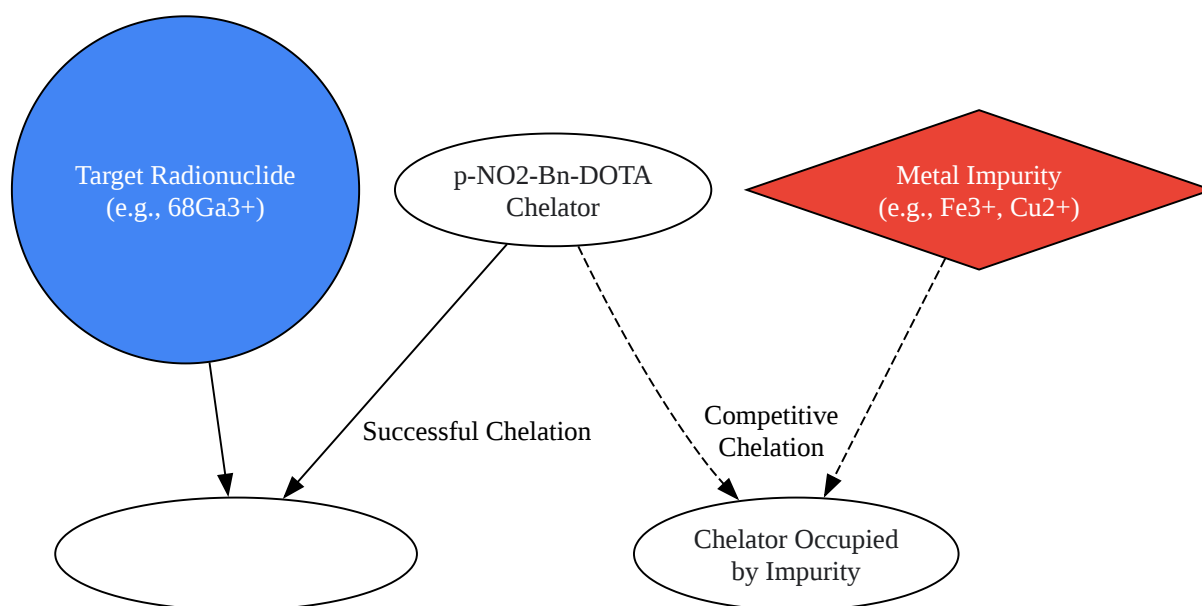 Target Radionuclide
(e.g., 68Ga3+)
p-NO2-Bn-DOTA
Chelator
Metal Impurity
(e.g., Fe3+, Cu2+)
Successful Chelation
Competitive
Chelation
Chelator Occupied
by Impurity